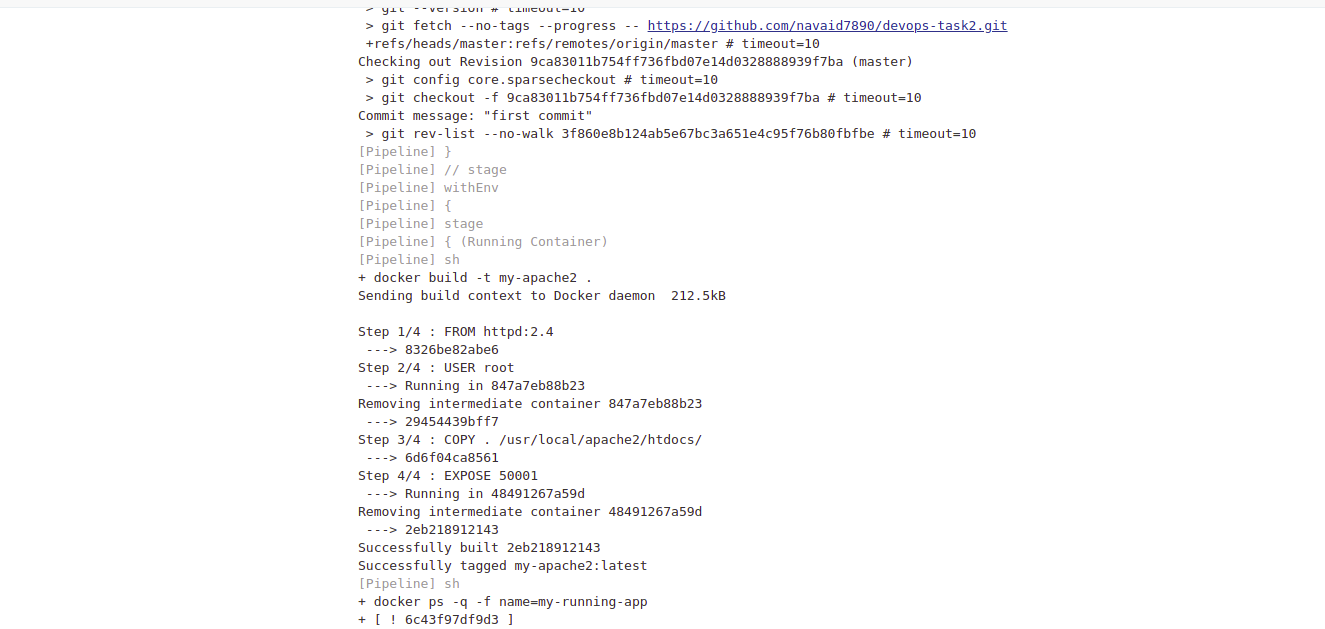 > git --version # timeout=10
> git fetch --no-tags --progress -- https://github.com/navaid7890/devops-task2.git
+refs/heads/master:refs/remotes/origin/master # timeout=10
Checking out Revision 9ca83011b754ff736fbd07e14d0328888939f7ba (master)
> git config core.sparsecheckout # timeout=10
> git checkout -f 9ca83011b754ff736fbd07e14d0328888939f7ba # timeout=10
Commit message: "first commit"
> git rev-list --no-walk 3f860e8b124ab5e67bc3a651e4c95f76b80fbfbe # timeout=10
[Pipeline] }
[Pipeline] // stage
[Pipeline] withEnv
[Pipeline] {
[Pipeline] stage
[Pipeline] { (Running Container)
[Pipeline] sh
+ docker build -t my-apache2 .
Sending build context to Docker daemon  212.5kB
Step 1/4 : FROM httpd:2.4
---> 8326be82abe6
Step 2/4 : USER root
---> Running in 847a7eb88b23
Removing intermediate container 847a7eb88b23
---> 29454439bff7
Step 3/4 : COPY . /usr/local/apache2/htdocs/
---> 6d6f04ca8561
Step 4/4 : EXPOSE 50001
---> Running in 48491267a59d
Removing intermediate container 48491267a59d
---> 2eb218912143
Successfully built 2eb218912143
Successfully tagged my-apache2:latest
[Pipeline] sh
+ docker ps -q -f name=my-running-app
+ [ ! 6c43f97df9d3 ]